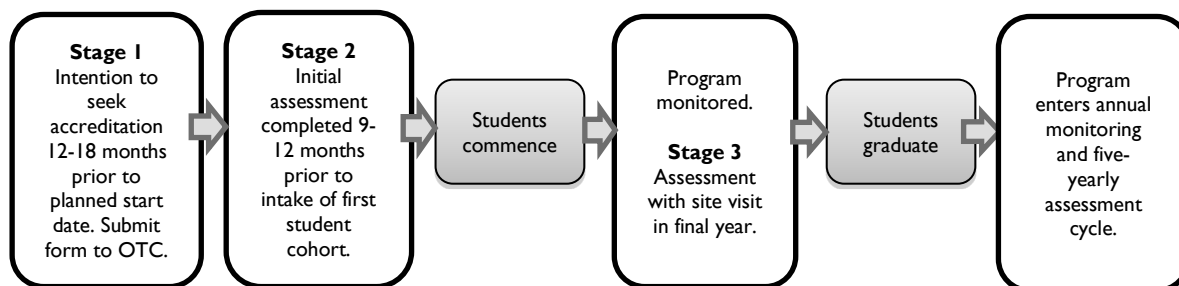 Stage 1
Intention to
seek
accreditation
12-18 months
prior to
planned start
date. Submit
form to OTC.
Stage 2
Initial
assessment
completed 9-
12 months
prior to
intake of first
student
cohort.
Students
commence
Program
monitored.
Stage 3
Assessment
with site visit
in final year.
Students
graduate
Program
enters annual
monitoring
and five-
yearly
assessment
cycle.